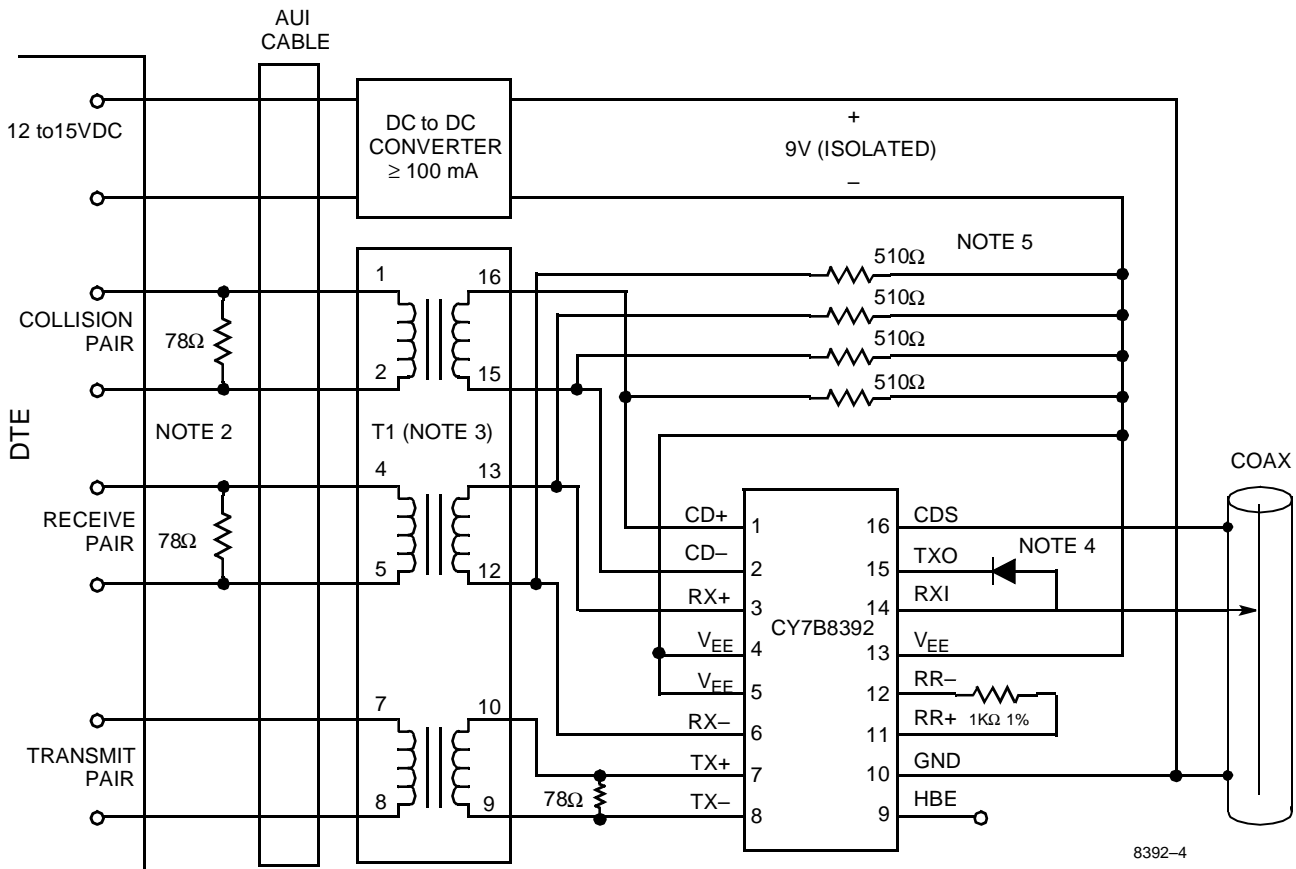 AUI
CABLE
12 to15VDC
DC to DC
CONVERTER
≥ 100 mA
+
9V (ISOLATED)
–
NOTE 5
510Ω
510Ω
510Ω
510Ω
1
16
COLLISION
PAIR
78Ω
2
15
DTE
NOTE 2
T1 (NOTE 3)
4
13
RECEIVE
PAIR
78Ω
5
12
7
10
TRANSMIT
PAIR
8
9
78Ω
CD+
1
CD–
2
RX+
3
VEE
4
VEE
5
RX–
6
TX+
7
TX–
8
CY7B8392
16
CDS
NOTE 4
15
TXO
14
RXI
13
VEE
12
RR–
1KΩ 1%
11
RR+
10
GND
9
HBE
COAX
8392–4